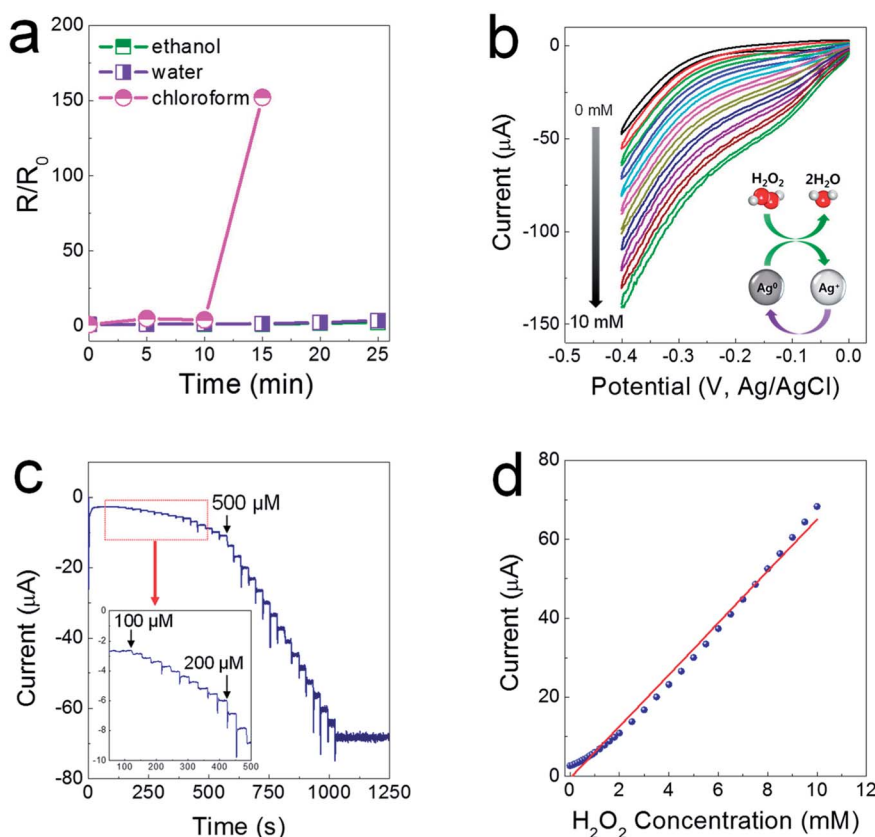 a
200
150
100
50
0
R/R₀
ethanol
water
chloroform
0 5 10 15 20 25
Time (min)
b
0
-50
-100
-150
Current (μA)
0 mM
10 mM
H₂O₂ 2H₂O
Ag⁰ Ag⁺
-0.5 -0.4 -0.3 -0.2 -0.1 0.0
Potential (V, Ag/AgCl)
c
0
-20
-40
-60
-80
Current (μA)
500 μM
0
-2
-4
-6
-8
-10
100 μM
200 μM
100 200 300 400 500
0 250 500 750 1000 1250
Time (s)
d
80
60
40
20
0
Current (μA)
0 2 4 6 8 10 12
H₂O₂ Concentration (mM)